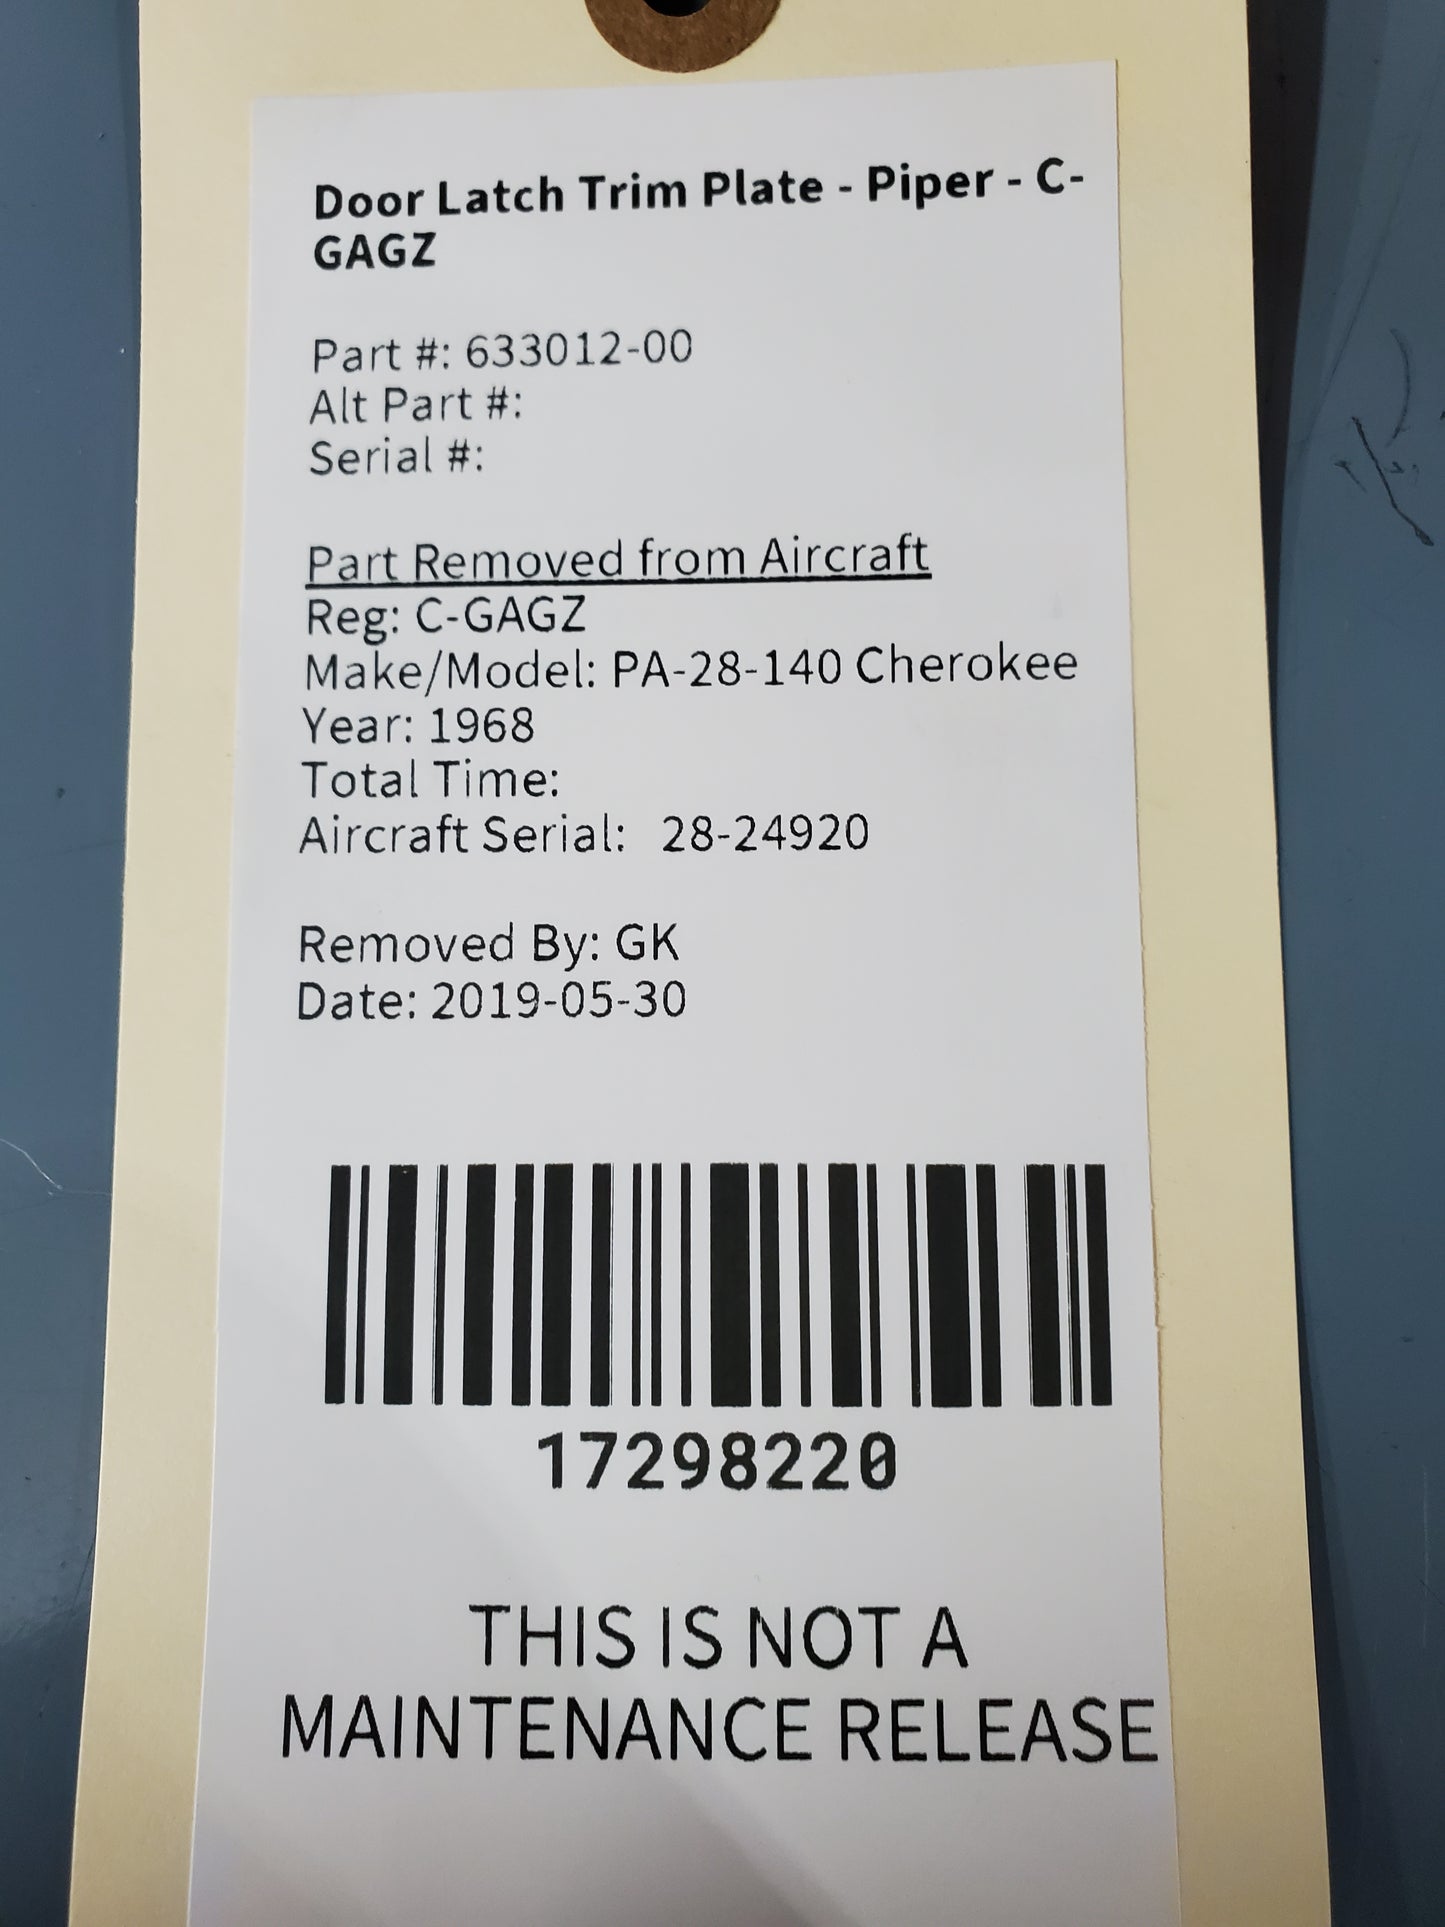 Door Latch Trim Plate - Piper - C-
GAGZ
Part #: 633012-00
Alt Part #:
Serial #:
Part Removed from Aircraft
Reg: C-GAGZ
Make/Model: PA-28-140 Cherokee
Year: 1968
Total Time:
Aircraft Serial: 28-24920
Removed By: GK
Date: 2019-05-30
17298220
THIS IS NOT A
MAINTENANCE RELEASE